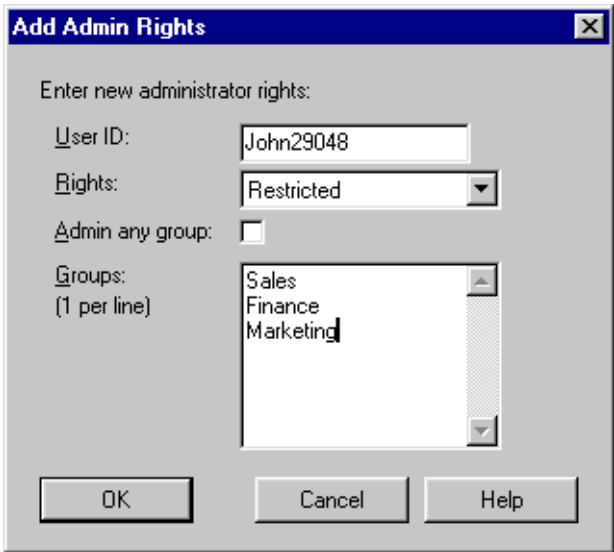 Add Admin Rights
Enter new administrator rights:
User ID: John29048
Rights: Restricted
Admin any group:
Groups:
(1 per line)
Sales
Finance
Marketing
OK Cancel Help